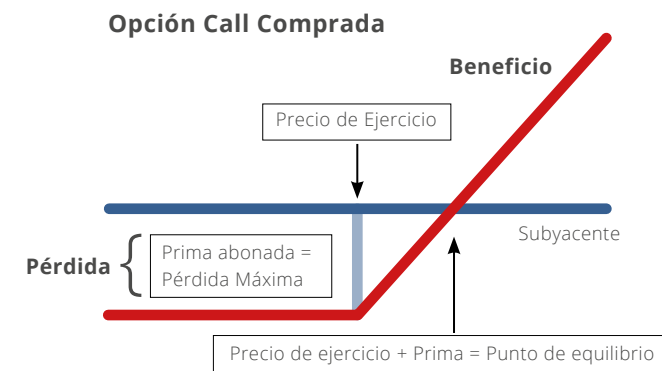 Opción Call Comprada
Beneficio
Precio de Ejercicio
Subyacente
Pérdida
Prima abonada =
Pérdida Máxima
Precio de ejercicio + Prima = Punto de equilibrio